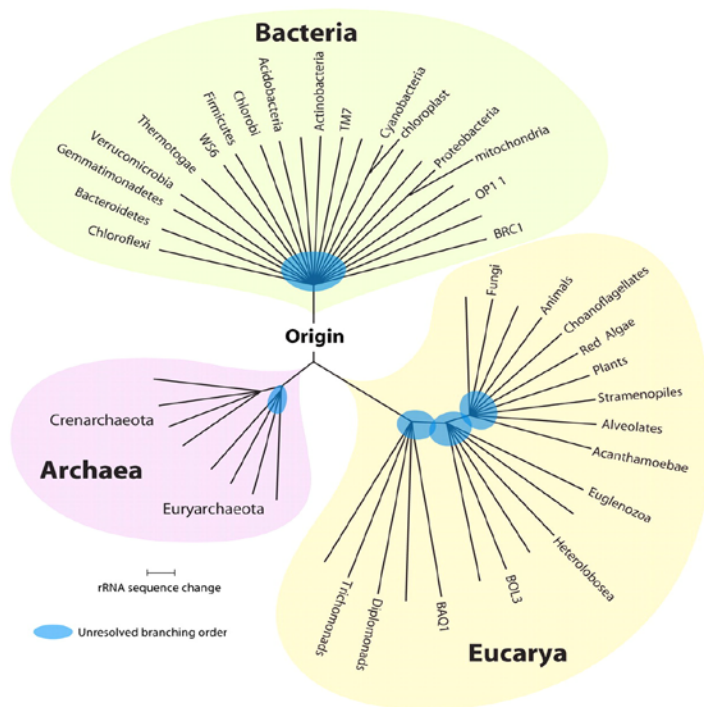 Bacteria
Chloroflexi
Bacteroidetes
Gemmatimonadetes
Verrucomicrobia
Thermotogae
WS6
Firmicutes
Chlorobi
Acidobacteria
Actinobacteria
TM7
Cyanobacteria
chloroplast
Proteobacteria
mitochondria
OP1 1
BRC1
Origin
Crenarchaeota
Archaea
Euryarchaeota
Fungi
Animals
Choanoflagellates
Red Algae
Plants
Stramenopiles
Alveolates
Acanthamoebae
Euglenozoa
Heterolobosea
BOL3
BAQ1
Diplomonads
Trichomonads
Eucarya
rRNA sequence change
Unresolved branching order